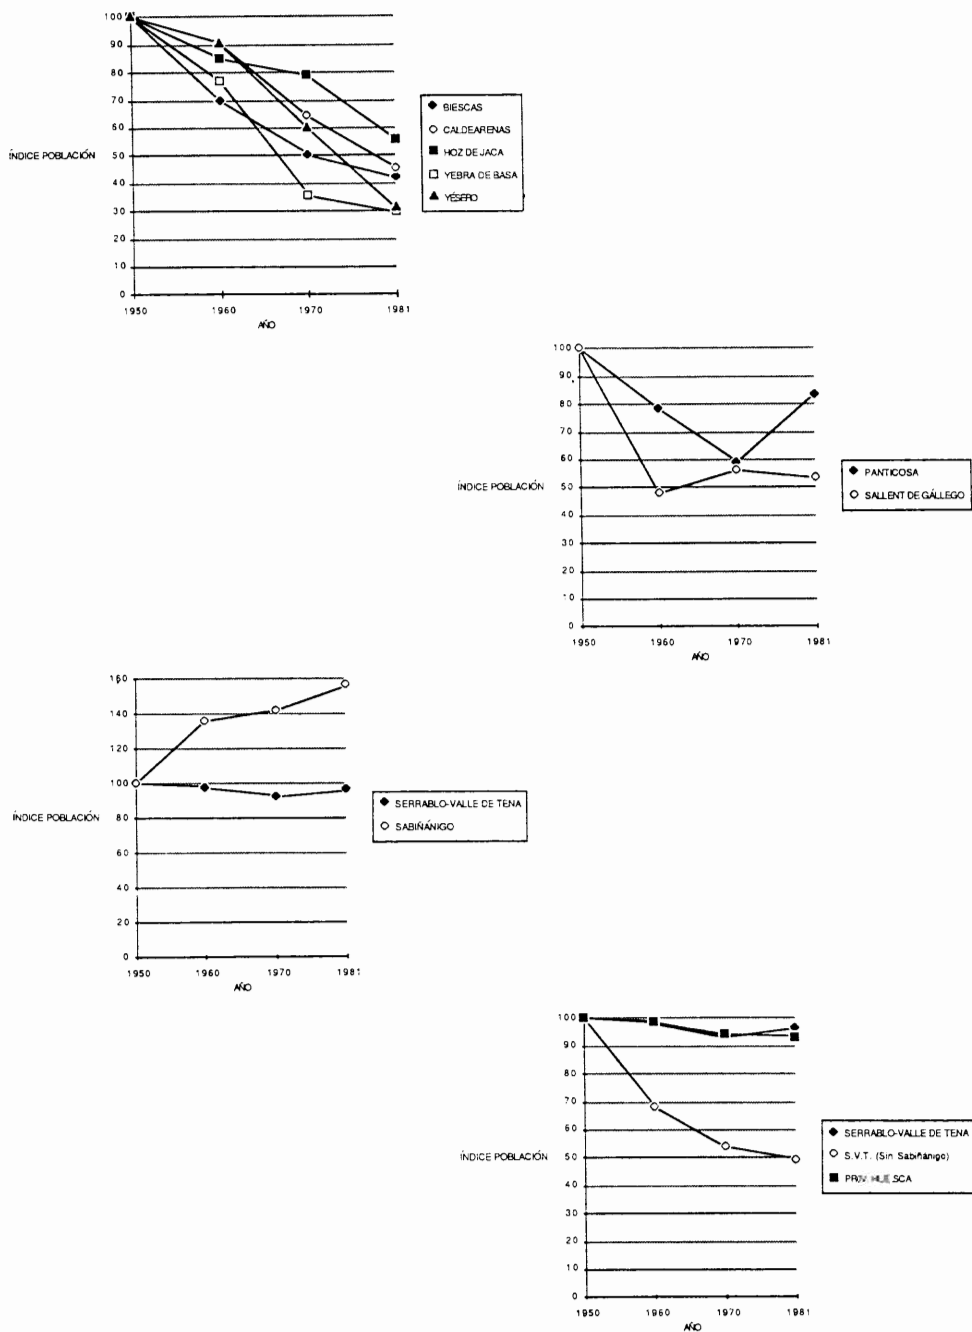 100
90
80
70
60
50
40
30
20
10
0
ÍNDICE POBLACIÓN
1950 1960 1970 1981
AÑO
BIESCAS
CALDEARENAS
HOZ DE JACA
YEBRA DE BASA
YÉSERO
100
90
80
70
60
50
40
30
20
10
0
ÍNDICE POBLACIÓN
1950 1960 1970 1981
AÑO
PANTICOSA
SALLENT DE GÁLLEGO
160
140
120
100
80
60
40
20
0
ÍNDICE POBLACIÓN
1950 1960 1970 1981
AÑO
SERRABLO-VALLE DE TENA
SABIÑÁNIGO
100
90
80
70
60
50
40
30
20
10
0
ÍNDICE POBLACIÓN
1950 1960 1970 1981
AÑO
SERRABLO-VALLE DE TENA
S.V.T. (Sin Sabiñánigo)
PROV. HUESCA